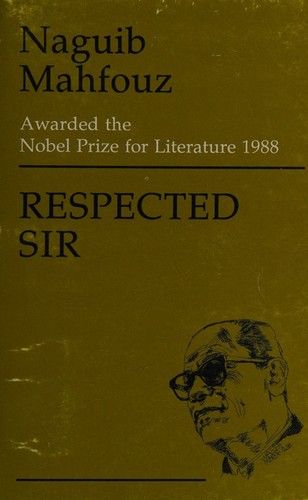 Naguib
Mahfouz
Awarded the
Nobel Prize for Literature 1988
RESPECTED
SIR